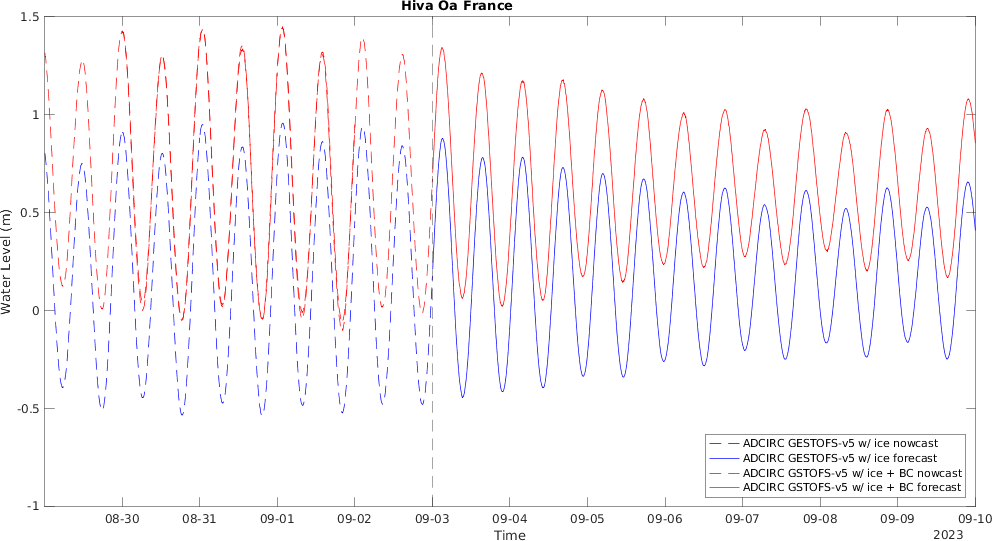 Hiva Oa France
Water Level (m)
1.5
1
0.5
0
-0.5
-1
ADCIRC GESTOFS-v5 w/ ice nowcast
ADCIRC GESTOFS-v5 w/ ice forecast
ADCIRC GSTOFS-v5 w/ ice + BC nowcast
ADCIRC GSTOFS-v5 w/ ice + BC forecast
08-30 08-31 09-01 09-02 09-03 09-04 09-05 09-06 09-07 09-08 09-09 09-10
Time
2023